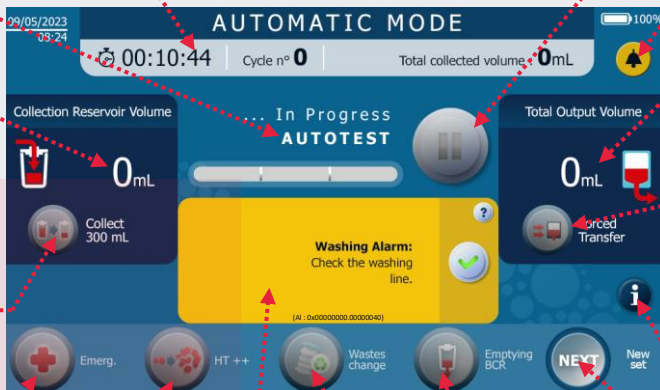 09/05/2023
08:24
AUTOMATIC MODE
100%
00:10:44
Cycle n° 0
Total collected volume : 0mL
Collection Reservoir Volume
0mL
Collect
300 mL
... In Progress
AUTOTEST
Total Output Volume
0mL
Forced
Transfer
?
Washing Alarm:
Check the washing
line.
(Al : 0x00000000.00000040)
i
Emerg.
HT ++
Wastes
change
Emptying
BCR
NEXT
New
set